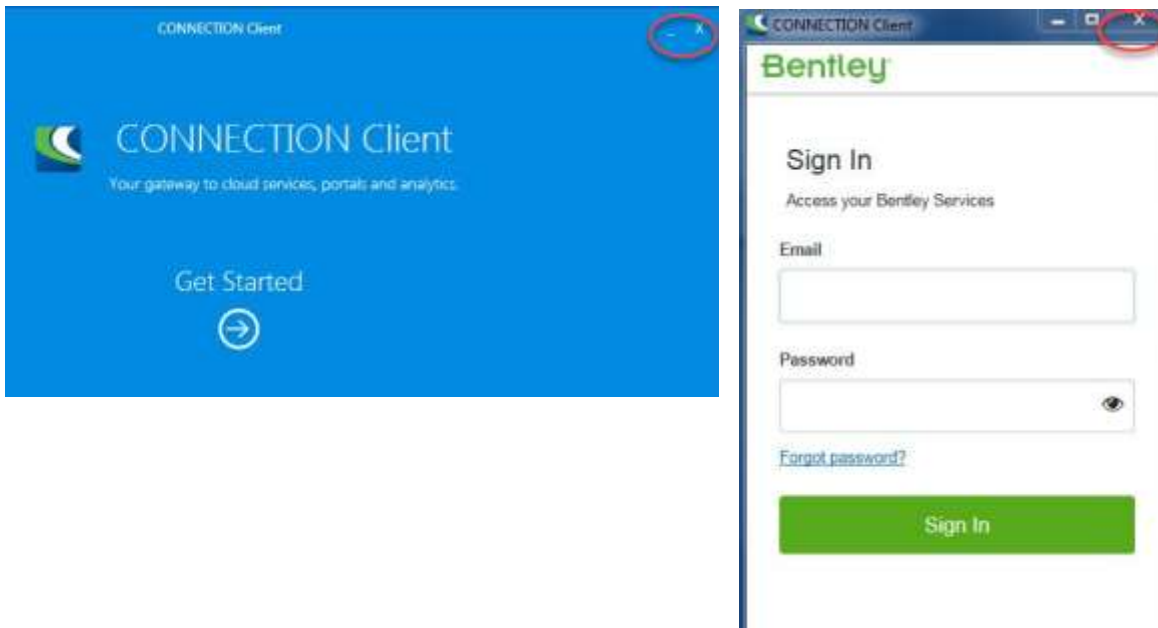 CONNECTION Client
CONNECTION Client
Your gateway to cloud services, portals and analytics.
Get Started
CONNECTION Client
Bentley
Sign In
Access your Bentley Services
Email
Password
Forgot password?
Sign In